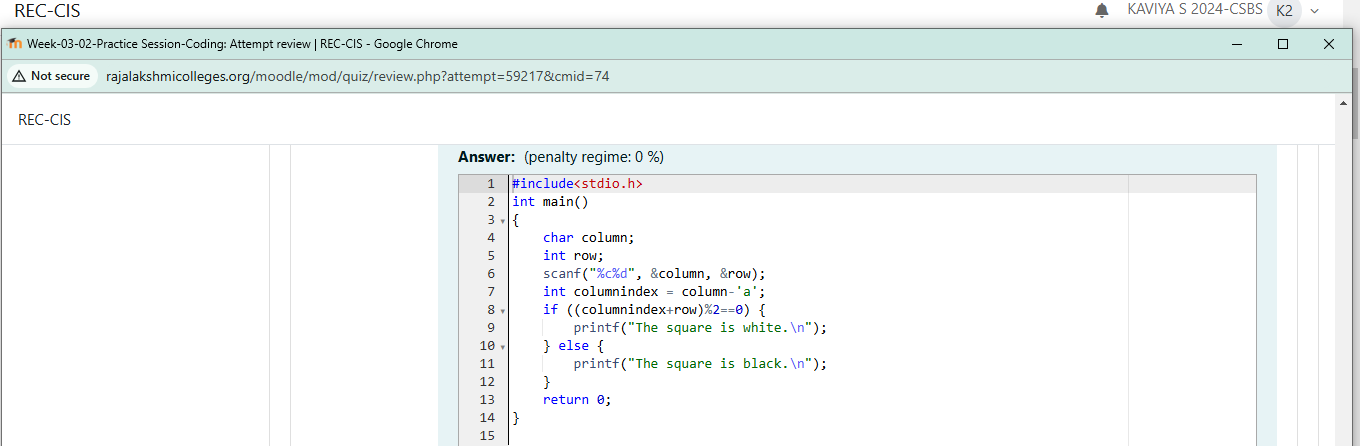 REC-CIS
KAVIYA S 2024-CSBS K2
Week-03-02-Practice Session-Coding: Attempt review | REC-CIS - Google Chrome
Not secure rajalakshmicolleges.org/moodle/mod/quiz/review.php?attempt=59217&cmid=74
REC-CIS
Answer: (penalty regime: 0 %)
1 #include<stdio.h>
2 int main()
3 {
4 char column;
5 int row;
6 scanf("%c%d", &column, &row);
7 int columnindex = column-'a';
8 if ((columnindex+row)%2==0) {
9 printf("The square is white.\n");
10 } else {
11 printf("The square is black.\n");
12 }
13 return 0;
14 }
15